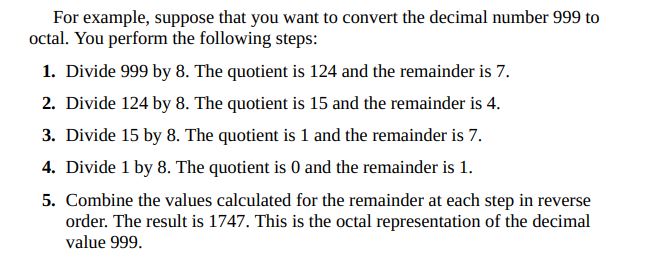 For example, suppose that you want to convert the decimal number 999 to
octal. You perform the following steps:
1. Divide 999 by 8. The quotient is 124 and the remainder is 7.
2. Divide 124 by 8. The quotient is 15 and the remainder is 4.
3. Divide 15 by 8. The quotient is 1 and the remainder is 7.
4. Divide 1 by 8. The quotient is 0 and the remainder is 1.
5. Combine the values calculated for the remainder at each step in reverse
order. The result is 1747. This is the octal representation of the decimal
value 999.